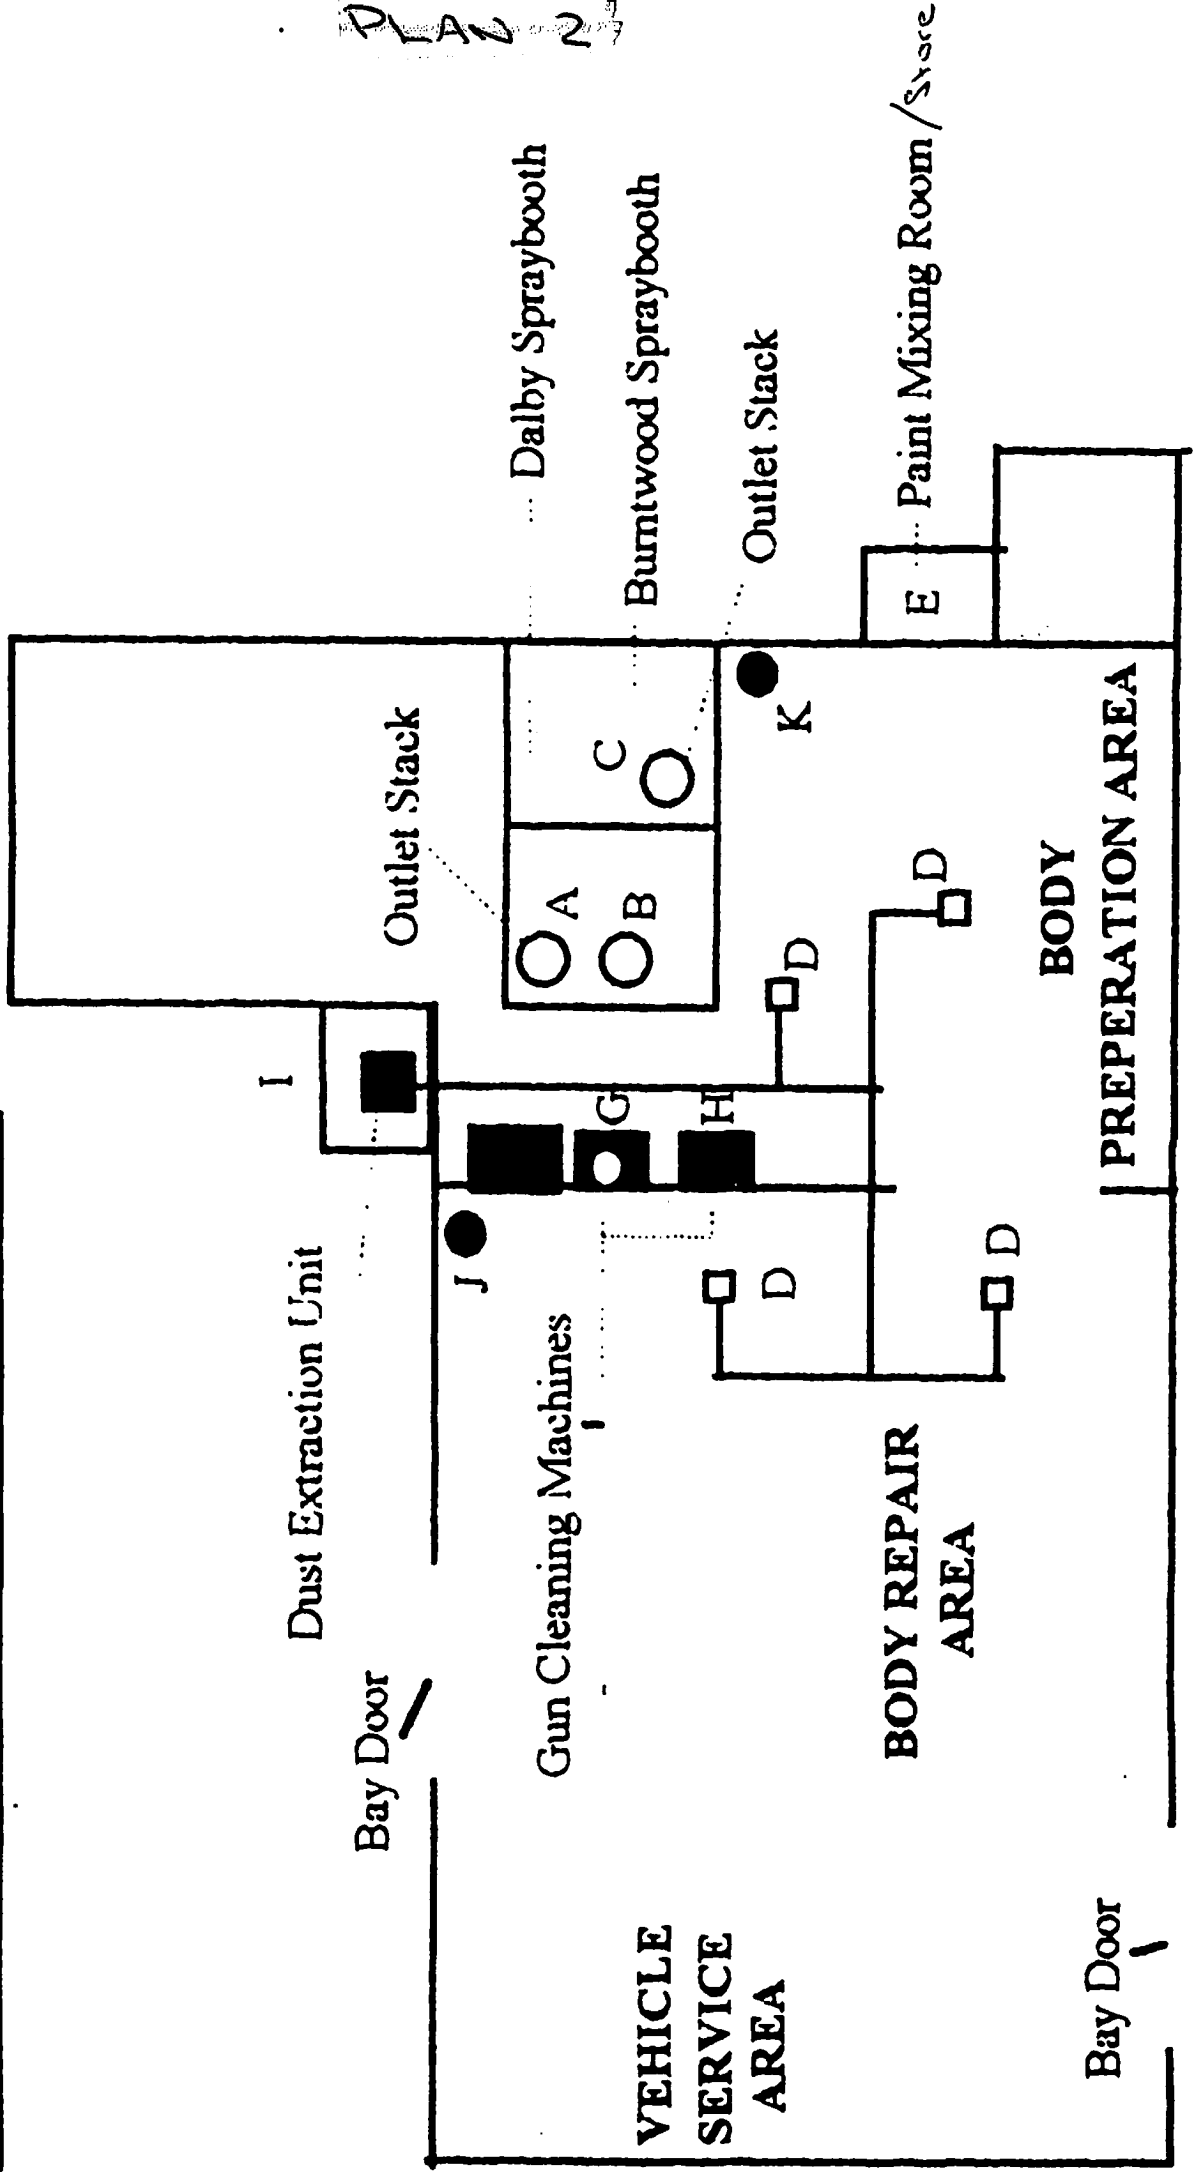 PLAN 2
Dalby Spraybooth
Burntwood Spraybooth
Outlet Stack
Paint Mixing Room /Store
Outlet Stack
I
A
B
C
D
D
E
K
Dust Extraction Unit
G
H
J
D
D
Gun Cleaning Machines
Bay Door
BODY
PREPERATION AREA
BODY REPAIR
AREA
VEHICLE
SERVICE
AREA
Bay Door